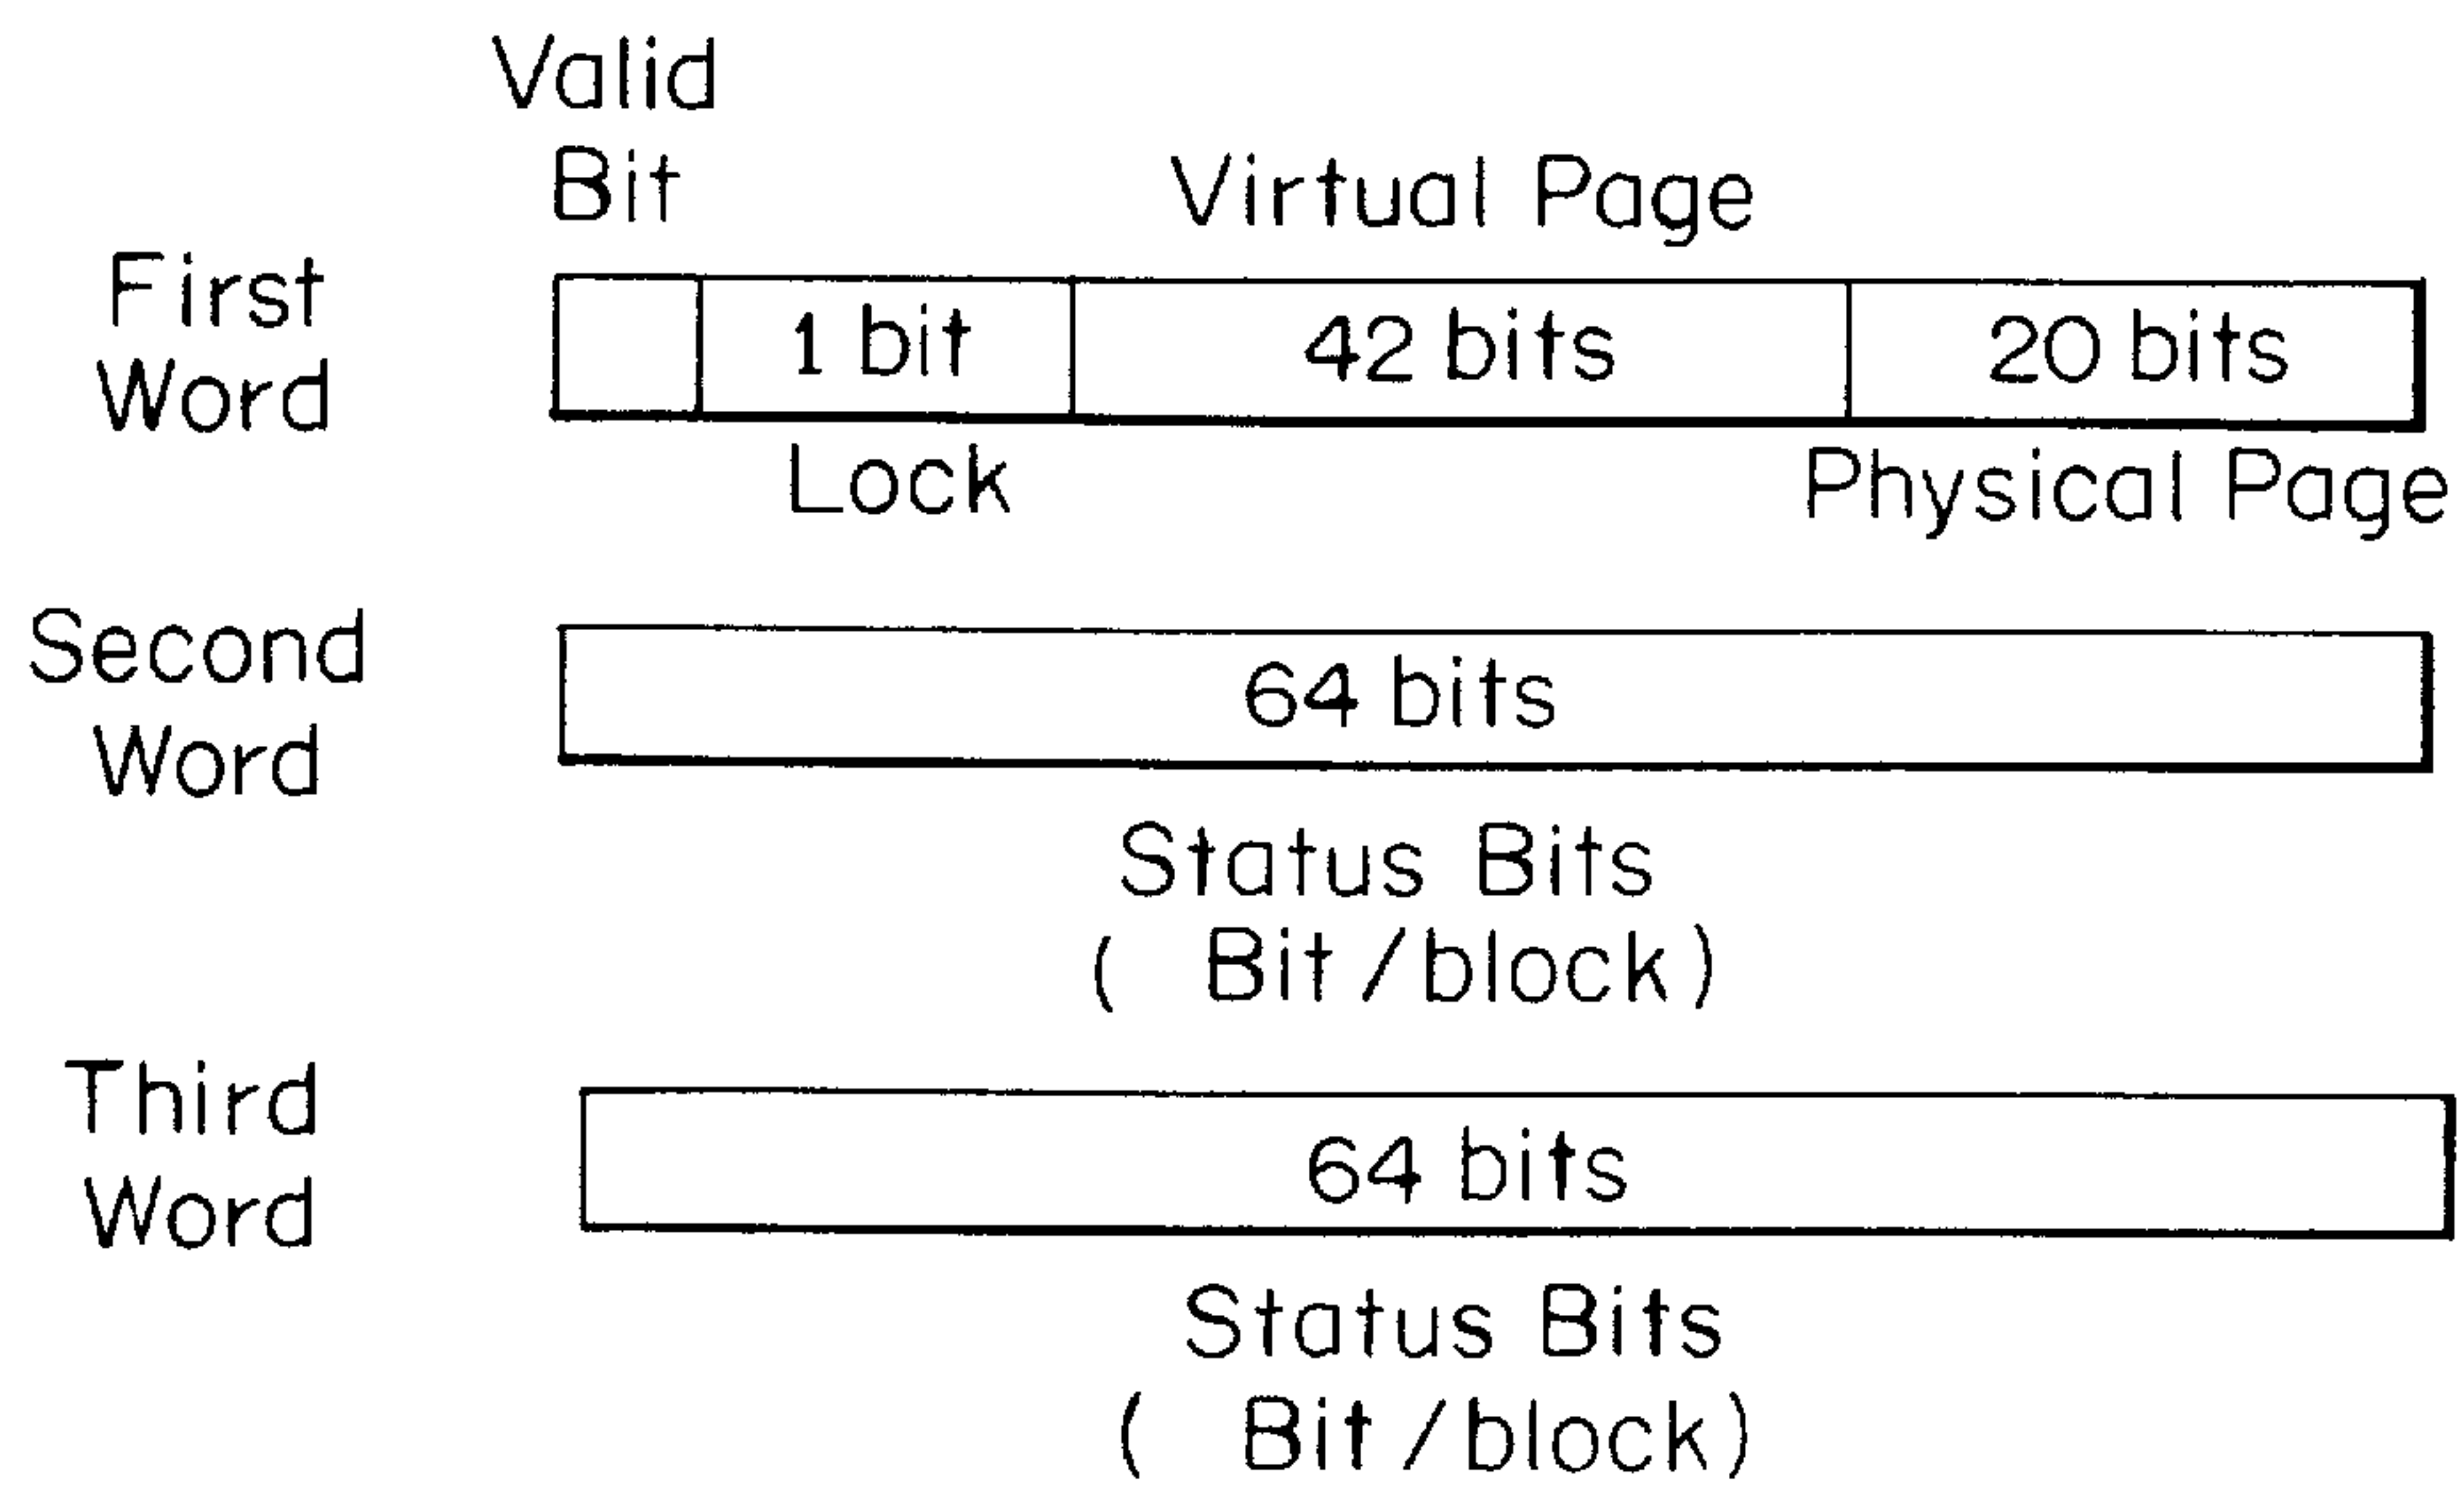 Valid
Bit
Virtual Page
First
Word
1 bit
42 bits
20 bits
Lock
Physical Page
Second
Word
64 bits
Status Bits
( Bit/block)
Third
Word
64 bits
Status Bits
( Bit/block)